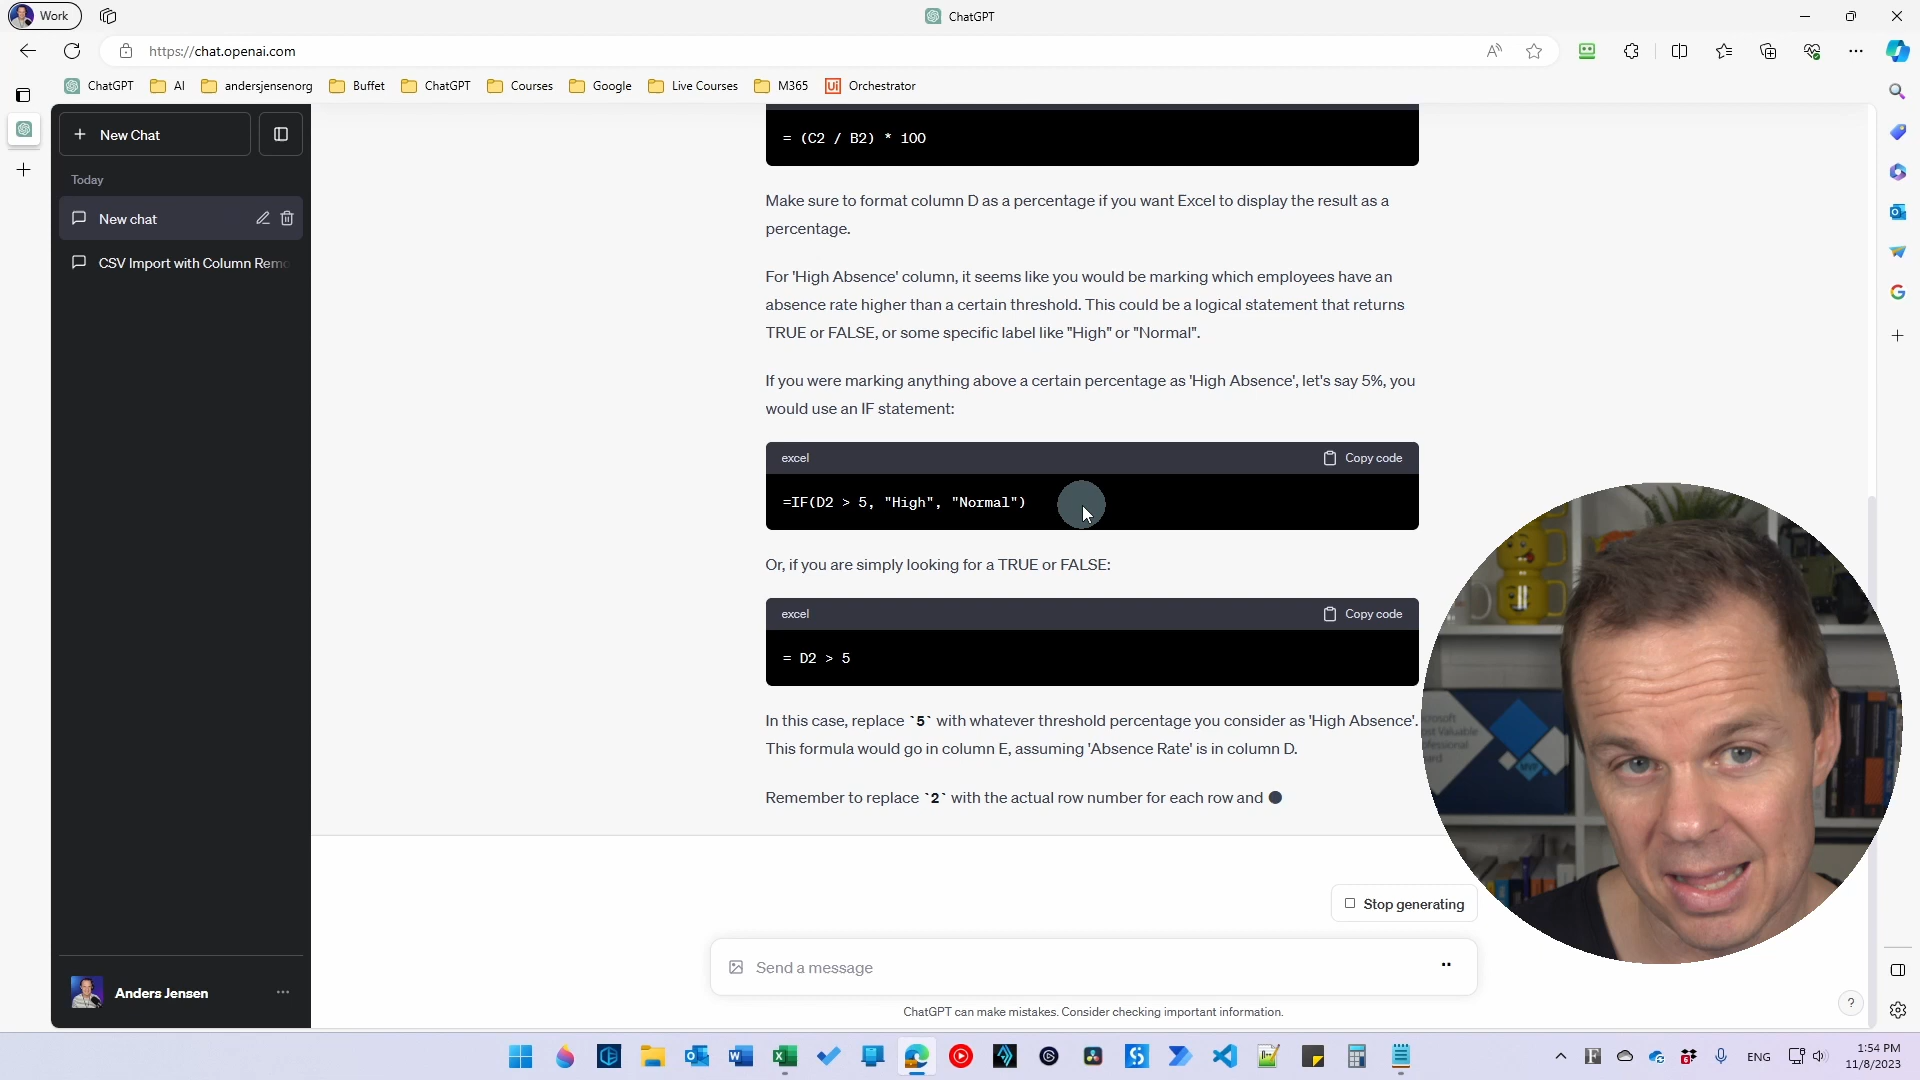 Work
ChatGPT
https://chat.openai.com
ChatGPT
AI
andersjensenorg
Buffet
ChatGPT
Courses
Google
Live Courses
M365
Ui Orchestrator
New Chat
Today
New chat
CSV Import with Column Remo
Anders Jensen
= (C2 / B2) * 100
Make sure to format column D as a percentage if you want Excel to display the result as a
percentage.
For 'High Absence' column, it seems like you would be marking which employees have an
absence rate higher than a certain threshold. This could be a logical statement that returns
TRUE or FALSE, or some specific label like "High" or "Normal".
If you were marking anything above a certain percentage as 'High Absence', let's say 5%, you
would use an IF statement:
excel
Copy code
=IF(D2 > 5, "High", "Normal")
Or, if you are simply looking for a TRUE or FALSE:
excel
Copy code
= D2 > 5
In this case, replace `5` with whatever threshold percentage you consider as 'High Absence'.
This formula would go in column E, assuming 'Absence Rate' is in column D.
Remember to replace `2` with the actual row number for each row and
Stop generating
Send a message
ChatGPT can make mistakes. Consider checking important information.
?
MVP
ENG
1:54 PM
11/8/2023